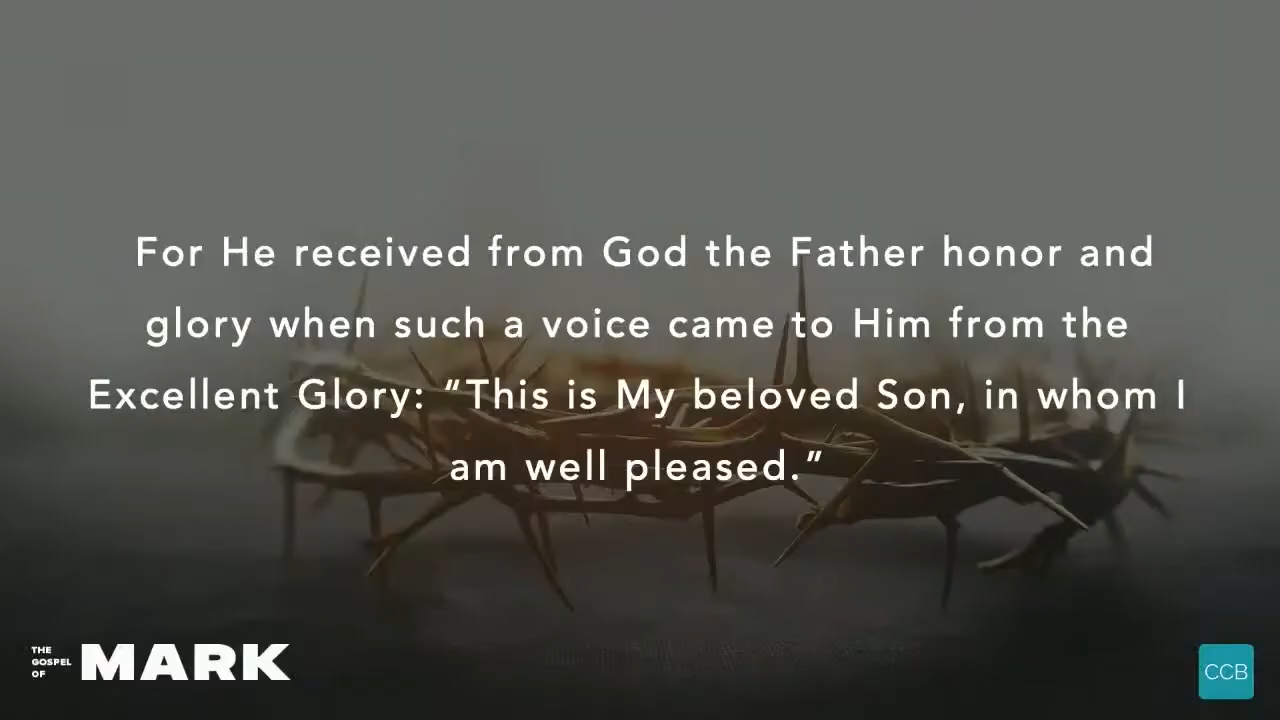 For He received from God the Father honor and
glory when such a voice came to Him from the
Excellent Glory: “This is My beloved Son, in whom I
am well pleased.”
THE
GOSPEL
OF
MARK
CCB